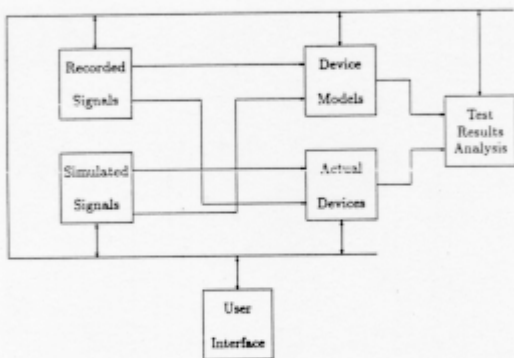 Recorded
Signals
Device
Models
Test
Results
Analysis
Simulated
Signals
Actual
Devices
User
Interface